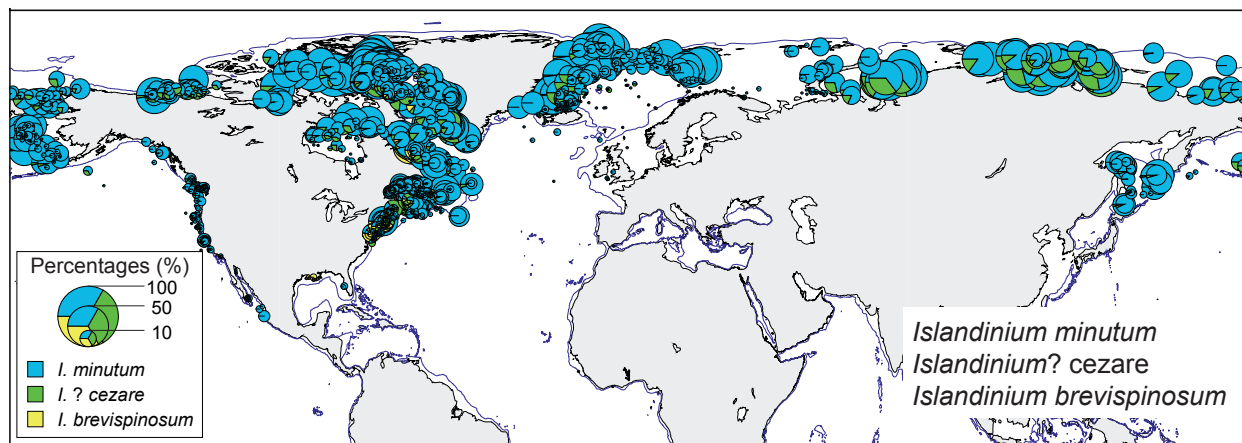 Percentages (%)
100
50
10
I. minutum
I. ? cezare
I. brevispinosum
Islandinium minutum
Islandinium? cezare
Islandinium brevispinosum